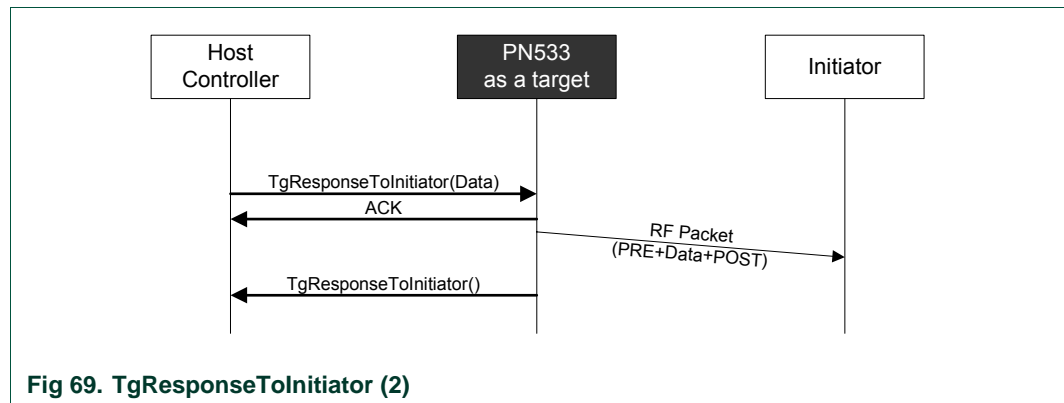 Host
Controller
PN533
as a target
Initiator
TgResponseToInitiator(Data)
ACK
RF Packet
(PRE+Data+POST)
TgResponseToInitiator()
Fig 69. TgResponseToInitiator (2)